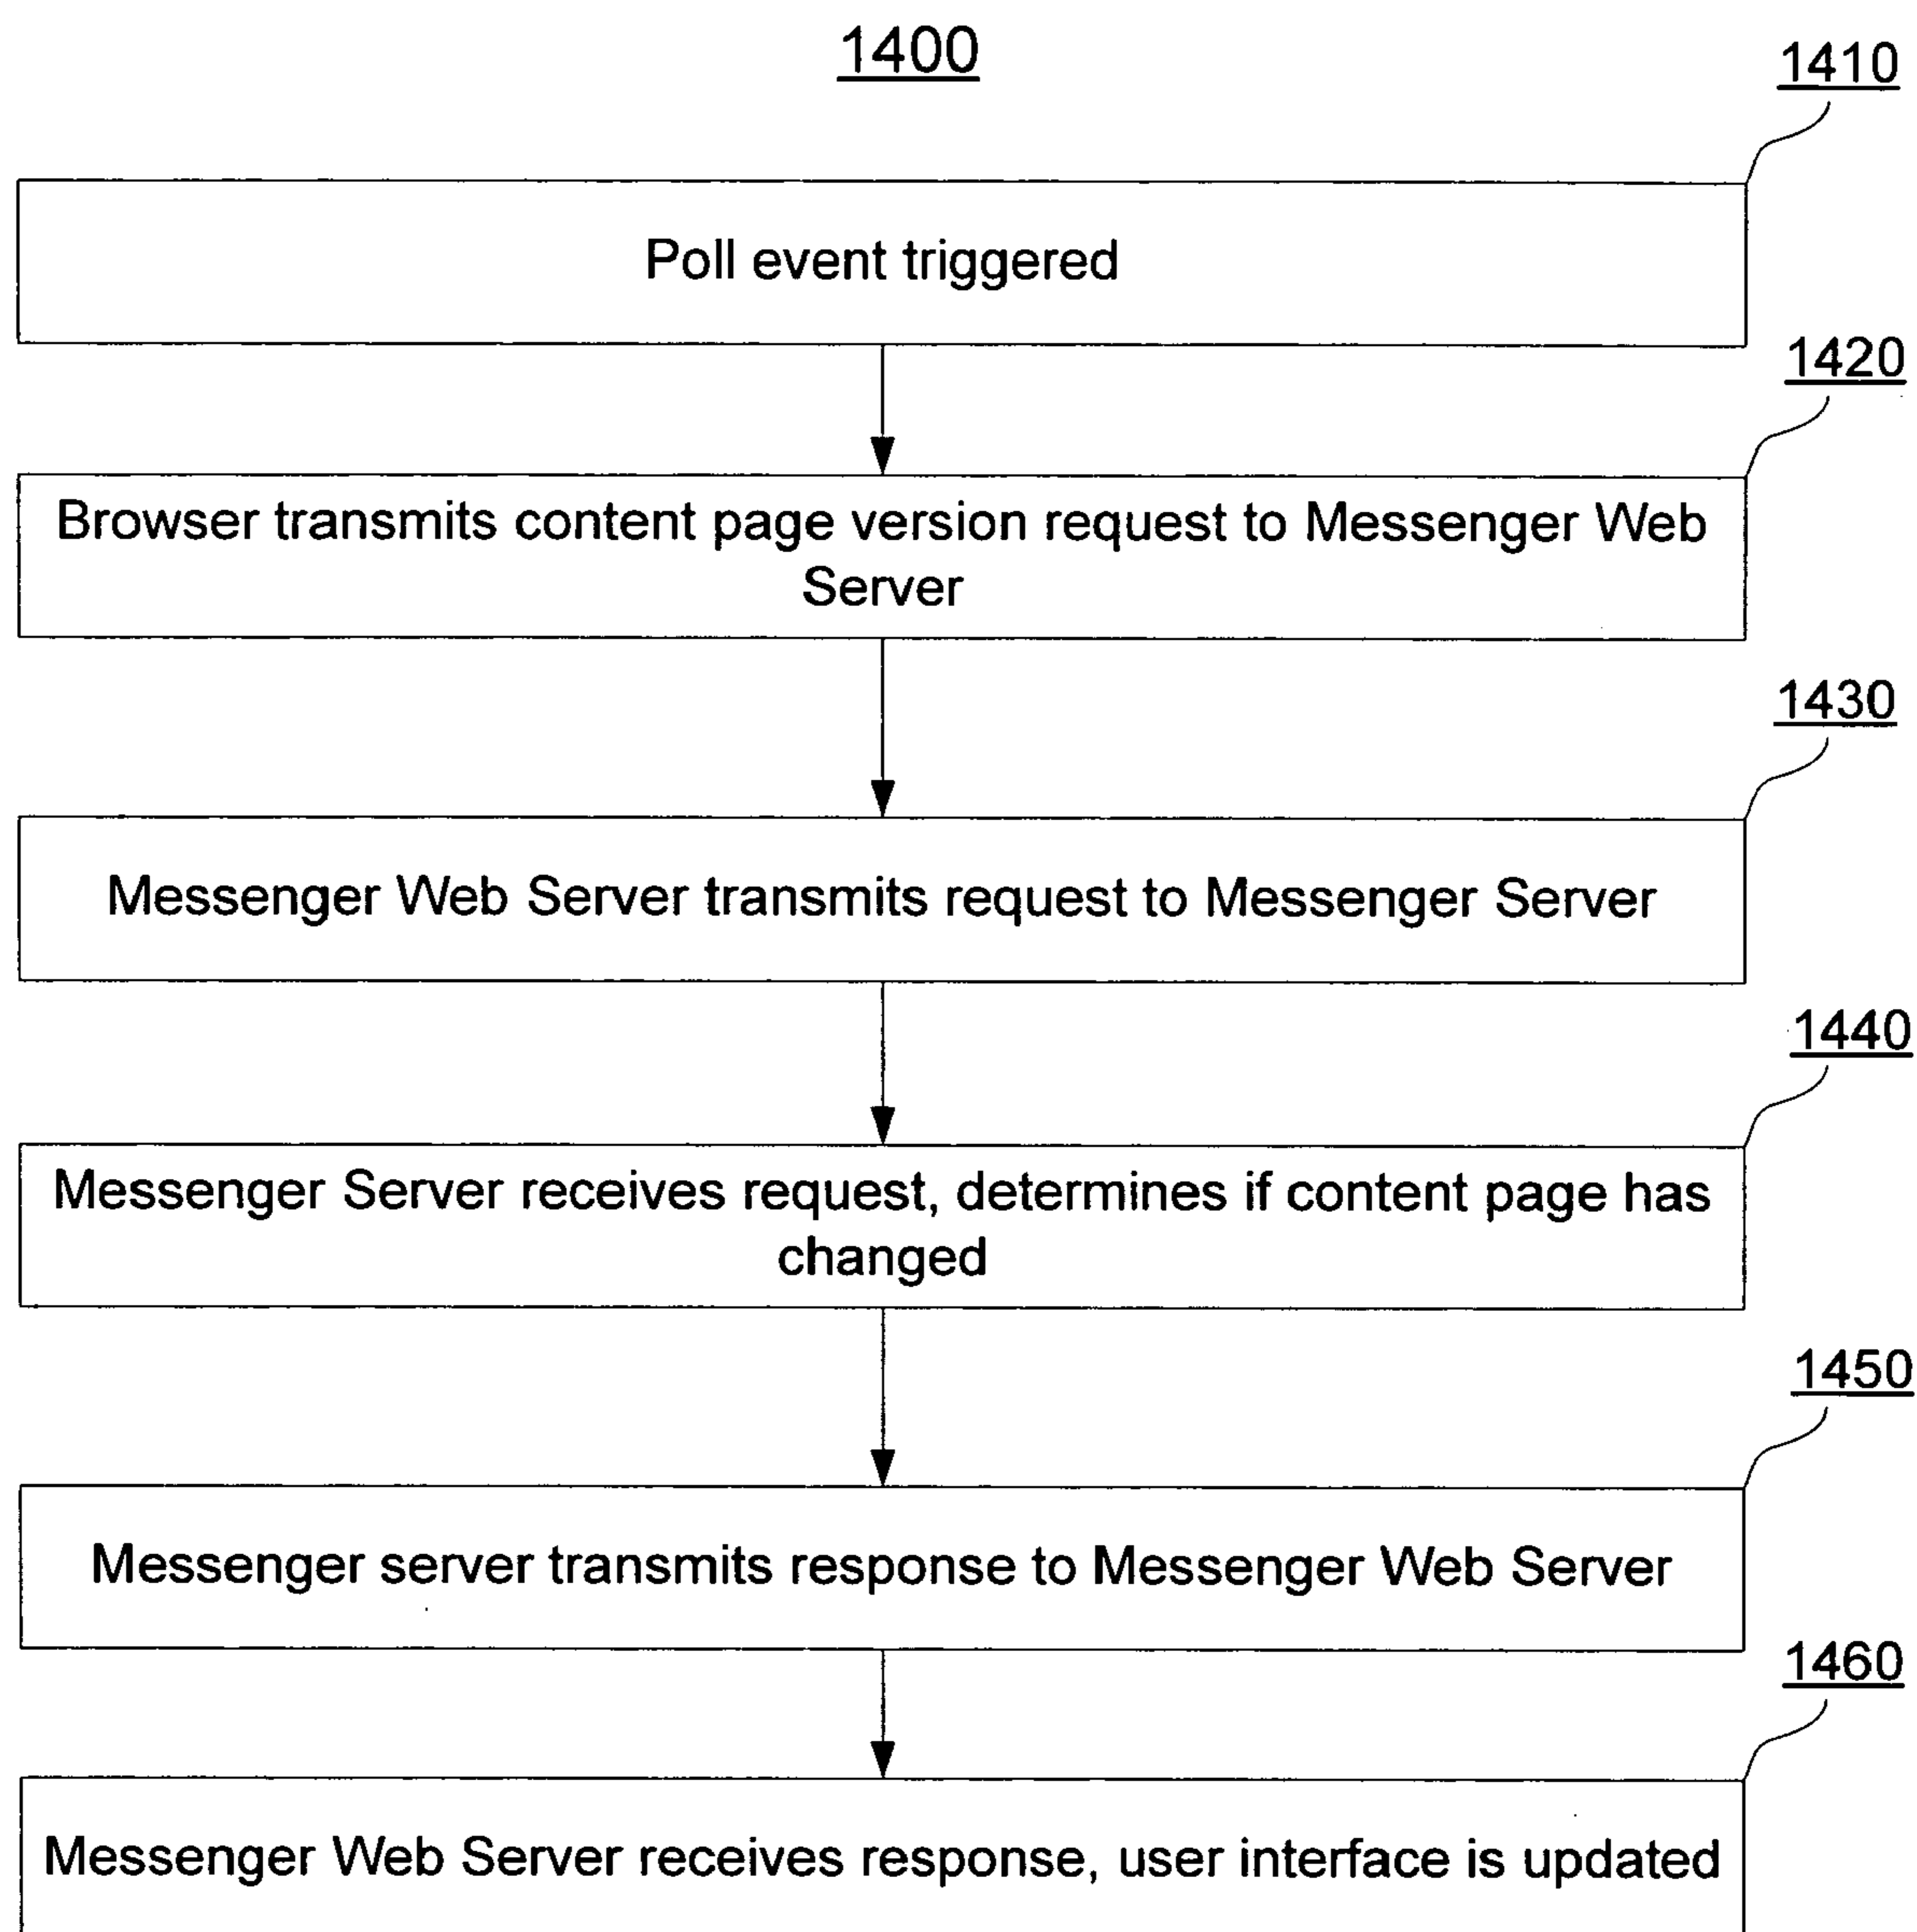 1400
1410
Poll event triggered
1420
Browser transmits content page version request to Messenger Web
Server
1430
Messenger Web Server transmits request to Messenger Server
1440
Messenger Server receives request, determines if content page has
changed
1450
Messenger server transmits response to Messenger Web Server
1460
Messenger Web Server receives response, user interface is updated